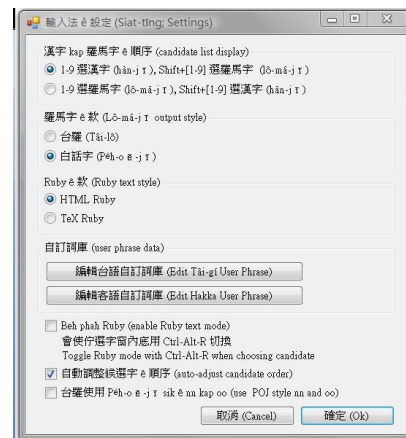 輸入法 ê 設定 (Siat-tīng; Settings)
漢字 kap 羅馬字 ê 順序 (candidate list display)
1-9 選漢字 (hàn-jī), Shift+[1-9] 選羅馬字 (lô-má-jī)
1-9 選羅馬字 (lô-má-jī), Shift+[1-9] 選漢字 (hàn-jī)
羅馬字 ê 款 (Lô-má-jī output style)
台羅 (Tâi-lô)
白話字 (Pe̍h-ōe-jī)
Ruby ê 款 (Ruby text style)
HTML Ruby
TeX Ruby
自訂詞庫 (user phrase data)
編輯台語自訂詞庫 (Edit Tâi-gí User Phrase)
編輯客語自訂詞庫 (Edit Hakka User Phrase)
Beh phah Ruby (enable Ruby text mode)
會使佇選字窗內底用 Ctrl-Alt-R 切換
Toggle Ruby mode with Ctrl-Alt-R when choosing candidate
自動調整候選字 ê 順序 (auto-adjust candidate order)
台羅使用 Pe̍h-ōe-jī sik ê nn kap oo (use POJ style nn and oo)
取消 (Cancel) 確定 (Ok)